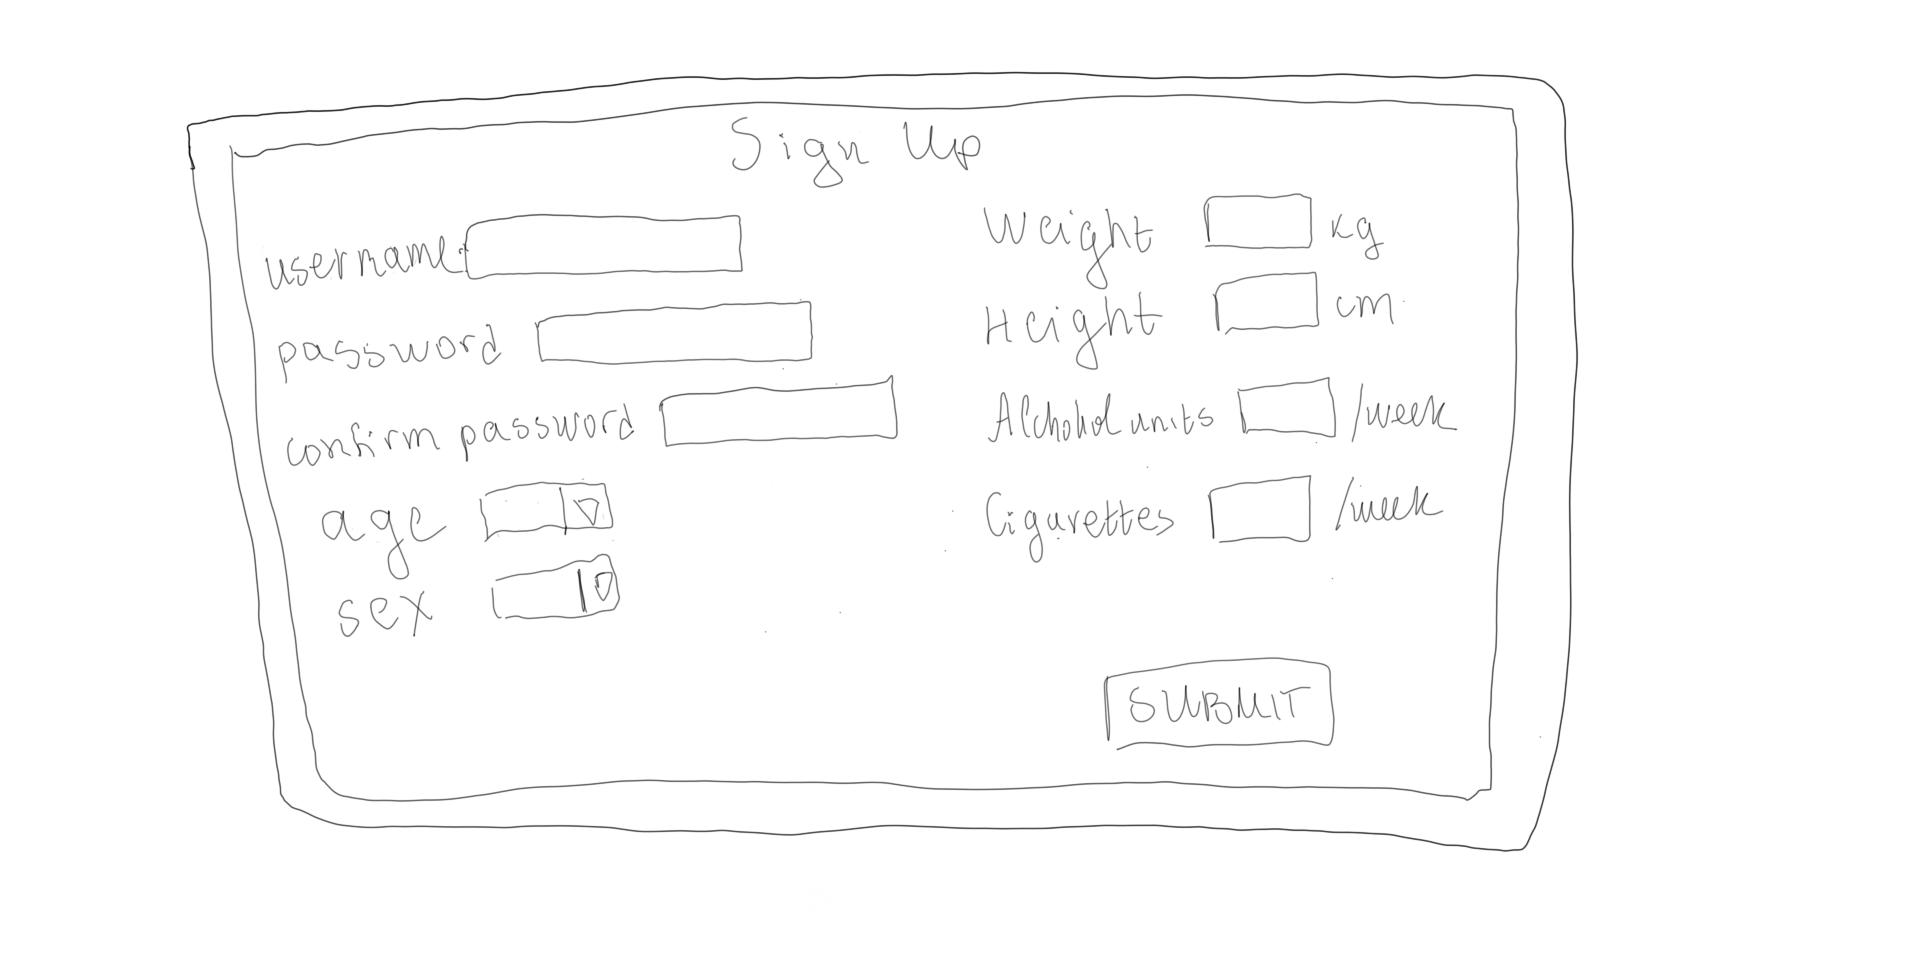 Sign Up
username:
password
confirm password
age
sex
Weight kg
Height cm
Alchohol units /week
Cigarettes /week
SUBMIT